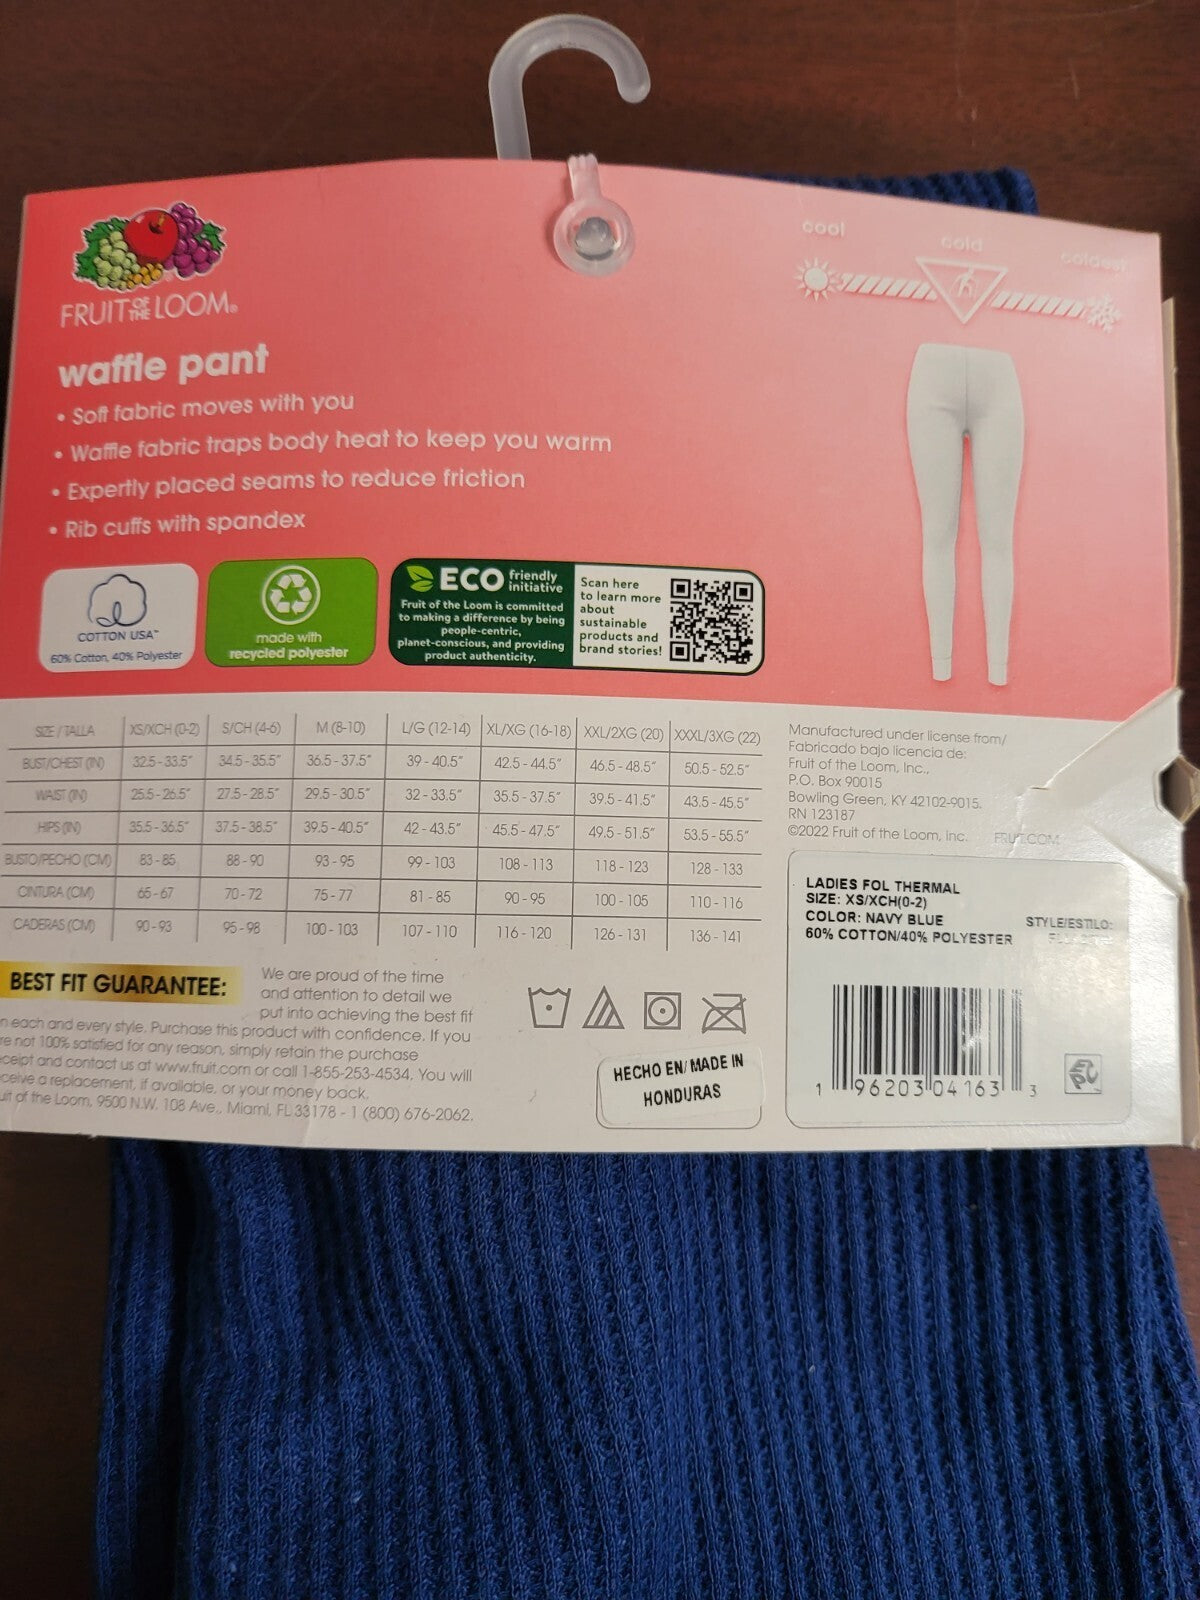 FRUIT OF THE LOOM®
waffle pant
• Soft fabric moves with you
• Waffle fabric traps body heat to keep you warm
• Expertly placed seams to reduce friction
• Rib cuffs with spandex
cool
cold
coldest
COTTON USA™
60% Cotton, 40% Polyester
made with
recycled polyester
ECO friendly initiative
Fruit of the Loom is committed
to making a difference by being
people-centric,
planet-conscious, and providing
product authenticity.
Scan here
to learn more
about
sustainable
products and
brand stories!
SIZE / TALLA XS/XCH (0-2) S/CH (4-6) M (8-10) L/G (12-14) XL/XG (16-18) XXL/2XG (20) XXXL/3XG (22)
BUST/CHEST (IN) 32.5 - 33.5" 34.5 - 35.5" 36.5 - 37.5" 39 - 40.5" 42.5 - 44.5" 46.5 - 48.5" 50.5 - 52.5"
WAIST (IN) 25.5 - 26.5" 27.5 - 28.5" 29.5 - 30.5" 32 - 33.5" 35.5 - 37.5" 39.5 - 41.5" 43.5 - 45.5"
HIPS (IN) 35.5 - 36.5" 37.5 - 38.5" 39.5 - 40.5" 42 - 43.5" 45.5 - 47.5" 49.5 - 51.5" 53.5 - 55.5"
BUSTO/PECHO (CM) 83 - 85 88 - 90 93 - 95 99 - 103 108 - 113 118 - 123 128 - 133
CINTURA (CM) 65 - 67 70 - 72 75 - 77 81 - 85 90 - 95 100 - 105 110 - 116
CADERAS (CM) 90 - 93 95 - 98 100 - 103 107 - 110 116 - 120 126 - 131 136 - 141
Manufactured under license from/
Fabricado bajo licencia de:
Fruit of the Loom, Inc.,
P.O. Box 90015
Bowling Green, KY 42102-9015.
RN 123187
©2022 Fruit of the Loom, Inc. FRUIT.COM
BEST FIT GUARANTEE:
We are proud of the time
and attention to detail we
put into achieving the best fit
each and every style. Purchase this product with confidence. If you
not 100% satisfied for any reason, simply retain the purchase
and contact us at www.fruit.com or call 1-855-253-4534. You will
a replacement, if available, or your money back,
of the Loom, 9500 N.W. 108 Ave., Miami, FL 33178 - 1 (800) 676-2062.
HECHO EN/ MADE IN
HONDURAS
LADIES FOL THERMAL
SIZE: XS/XCH(0-2)
COLOR: NAVY BLUE
60% COTTON/40% POLYESTER
STYLE/ESTILO:
1 96203 04163 3
EPC